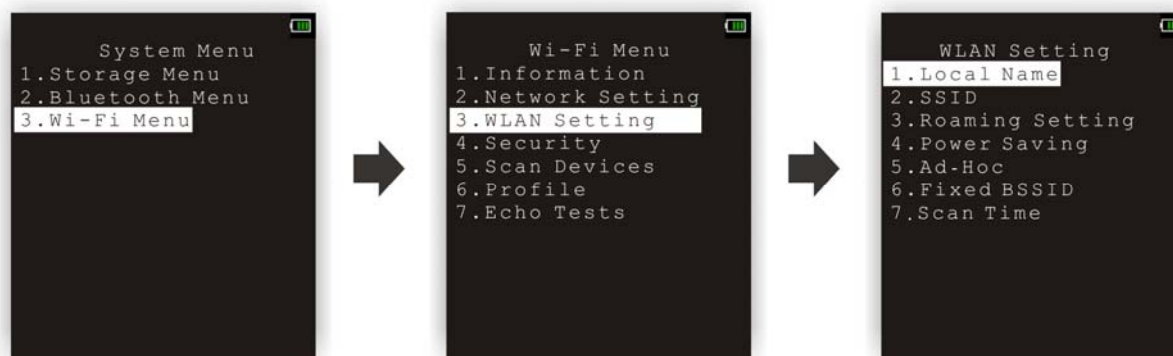 System Menu
1.Storage Menu
2.Bluetooth Menu
3.Wi-Fi Menu
Wi-Fi Menu
1.Information
2.Network Setting
3.WLAN Setting
4.Security
5.Scan Devices
6.Profile
7.Echo Tests
WLAN Setting
1.Local Name
2.SSID
3.Roaming Setting
4.Power Saving
5.Ad-Hoc
6.Fixed BSSID
7.Scan Time